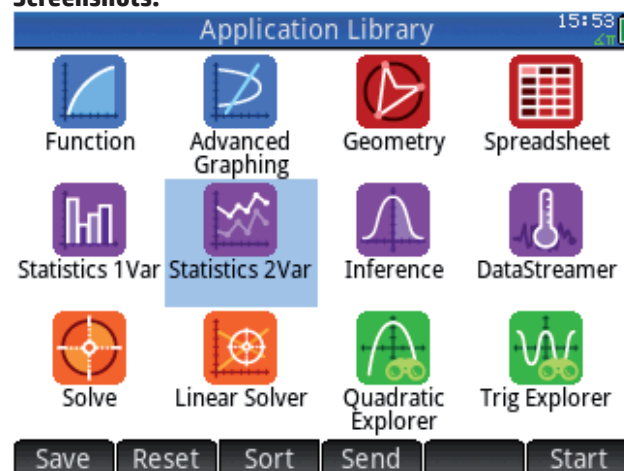 Screenshots:
Application Library 15:53
∡π
Function Advanced Geometry Spreadsheet
Graphing
Statistics 1Var Statistics 2Var Inference DataStreamer
Solve Linear Solver Quadratic Trig Explorer
Explorer
Save Reset Sort Send Start